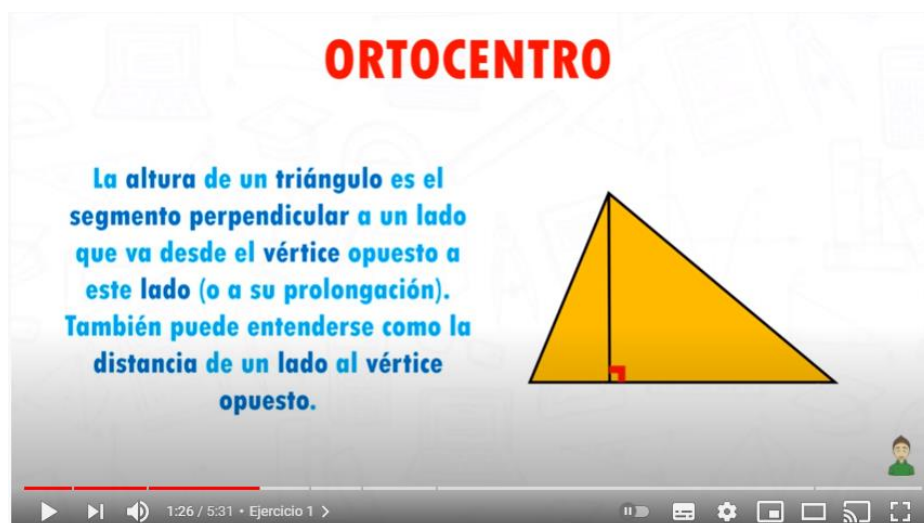 ORTOCENTRO
La altura de un triángulo es el
segmento perpendicular a un lado
que va desde el vértice opuesto a
este lado (o a su prolongación).
También puede entenderse como la
distancia de un lado al vértice
opuesto.
1:26 / 5:31 • Ejercicio 1 >